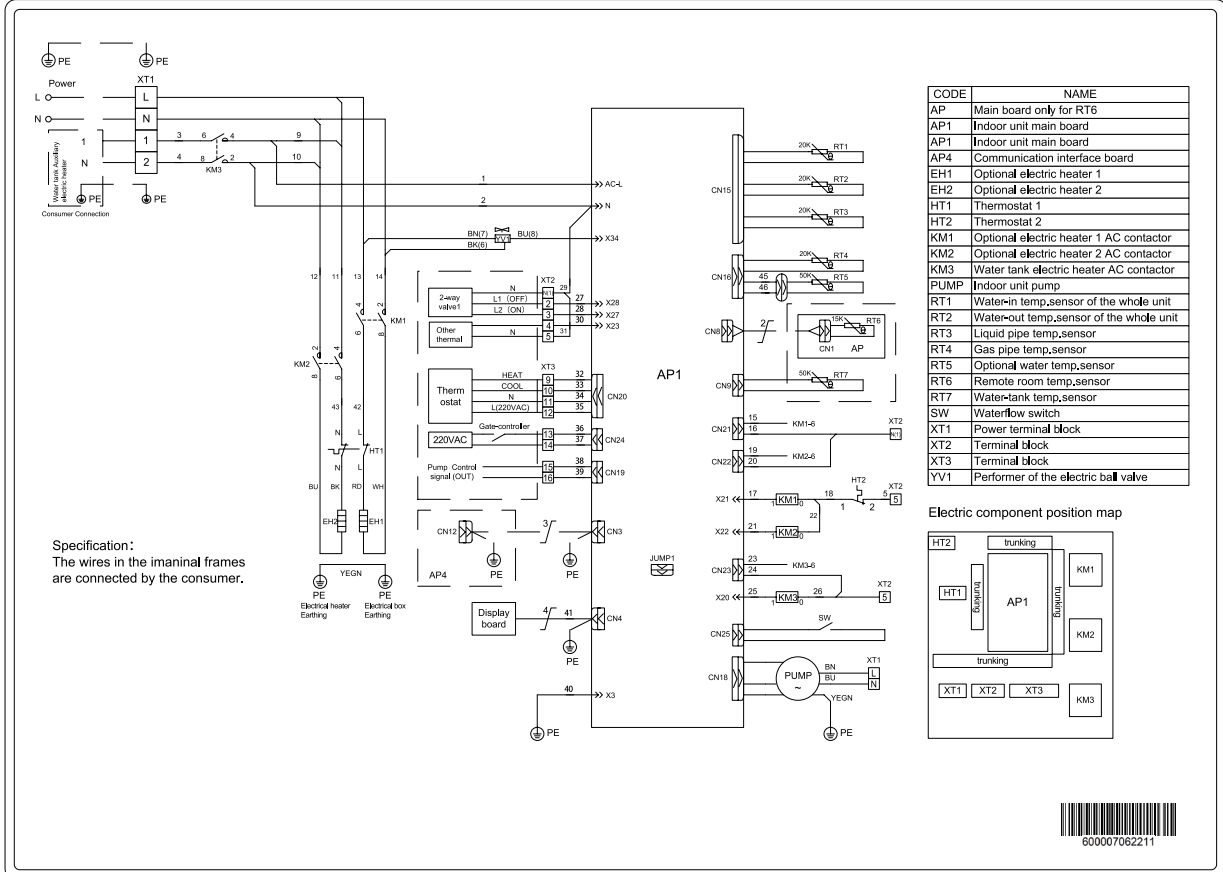 PE
PE
Power
XT1
L
L
N
N
1
1
3
6
4
9
N
2
4
8
2
10
KM3
Water tank Auxiliary
electric heater
PE
PE
Consumer Connection
1
AC-L
2
N
BN(7)
YV1
BU(8)
X34
BK(6)
12
11
13
14
4
2
KM1
6
8
2
4
KM2
8
6
43
42
N
L
HT1
N
L
BU
BK
RD
WH
EH2
EH1
YEGN
PE
PE
Electrical heater
Earthing
Electrical box
Earthing
Specification:
The wires in the imaninal frames
are connected by the consumer.
XT2
2-way
valve1
N
N(1)
29
L1 (OFF)
2
27
X28
L2 (ON)
3
28
X27
Other
thermal
4
30
X23
N
5
31
XT3
Therm
ostat
HEAT
9
32
COOL
10
33
N
11
34
CN20
L(220VAC)
12
35
220VAC
Gate-controller
13
36
14
37
CN24
Pump Control
signal (OUT)
15
38
16
39
CN19
CN12
3
CN3
AP4
PE
PE
Display
board
4
41
CN4
PE
40
X3
PE
AP1
JUMP1
CN15
20K
RT1
20K
RT2
20K
RT3
20K
RT4
CN16
45
50K
RT5
46
CN8
2
15K
RT6
CN1
AP
CN9
50K
RT7
CN21
15
KM1-6
XT2
16
N(1)
CN22
19
KM2-6
20
X21
17
1
KM1
0
18
HT2
1
2
5
XT2
5
22
X22
21
1
KM2
0
CN23
23
KM3-6
24
X20
25
1
KM3
0
26
XT2
5
CN25
SW
CN18
PUMP
~
BN
BU
XT1
L
N
YEGN
PE
CODE NAME
AP Main board only for RT6
AP1 Indoor unit main board
AP1 Indoor unit main board
AP4 Communication interface board
EH1 Optional electric heater 1
EH2 Optional electric heater 2
HT1 Thermostat 1
HT2 Thermostat 2
KM1 Optional electric heater 1 AC contactor
KM2 Optional electric heater 2 AC contactor
KM3 Water tank electric heater AC contactor
PUMP Indoor unit pump
RT1 Water-in temp.sensor of the whole unit
RT2 Water-out temp.sensor of the whole unit
RT3 Liquid pipe temp.sensor
RT4 Gas pipe temp.sensor
RT5 Optional water temp.sensor
RT6 Remote room temp.sensor
RT7 Water-tank temp.sensor
SW Waterflow switch
XT1 Power terminal block
XT2 Terminal block
XT3 Terminal block
YV1 Performer of the electric ball valve
Electric component position map
HT2
trunking
KM1
HT1
trunking
AP1
trunking
KM2
trunking
XT1
XT2
XT3
KM3
600007062211